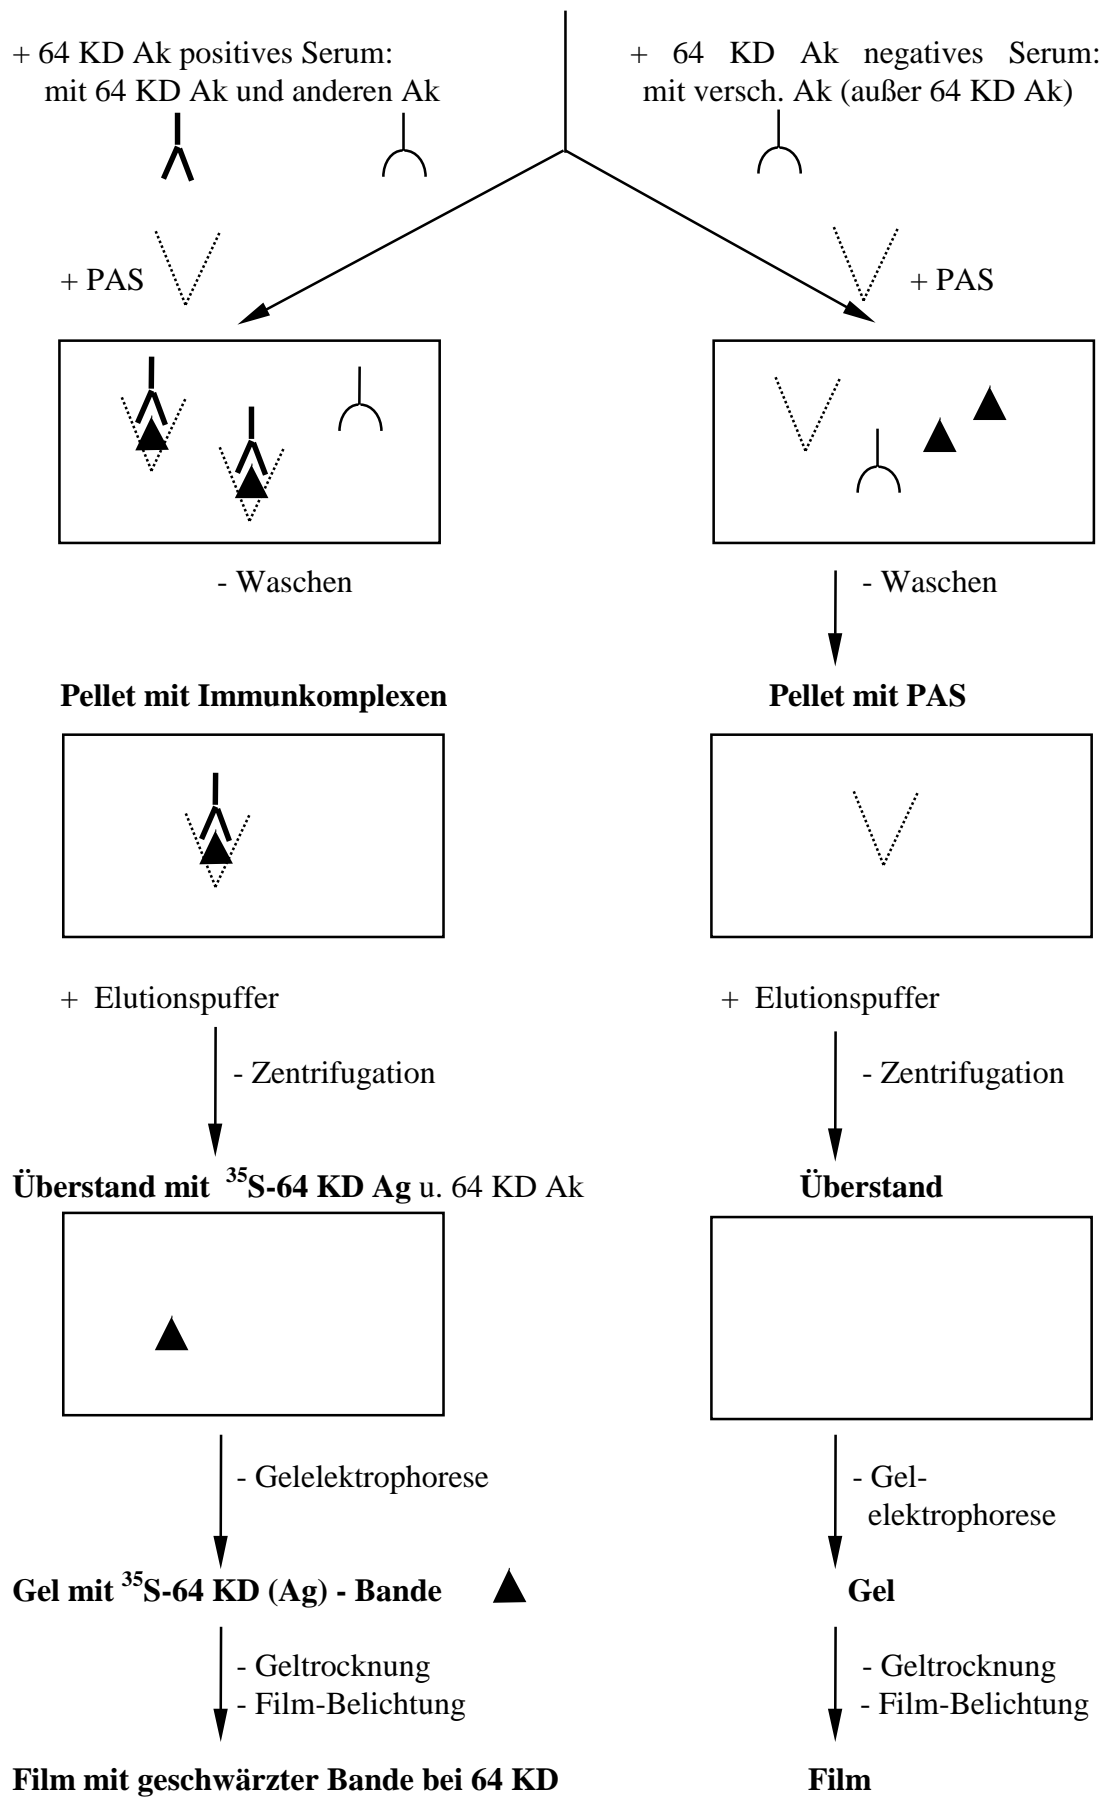 + 64 KD Ak positives Serum:
mit 64 KD Ak und anderen Ak
+ 64 KD Ak negatives Serum:
mit versch. Ak (außer 64 KD Ak)
+ PAS
+ PAS
- Waschen
- Waschen
Pellet mit Immunkomplexen
Pellet mit PAS
+ Elutionspuffer
+ Elutionspuffer
- Zentrifugation
- Zentrifugation
Überstand mit ³⁵S-64 KD Ag u. 64 KD Ak
Überstand
- Gelelektrophorese
- Gel-
elektrophorese
Gel mit ³⁵S-64 KD (Ag) - Bande
Gel
- Geltrocknung
- Film-Belichtung
- Geltrocknung
- Film-Belichtung
Film mit geschwärzter Bande bei 64 KD
Film